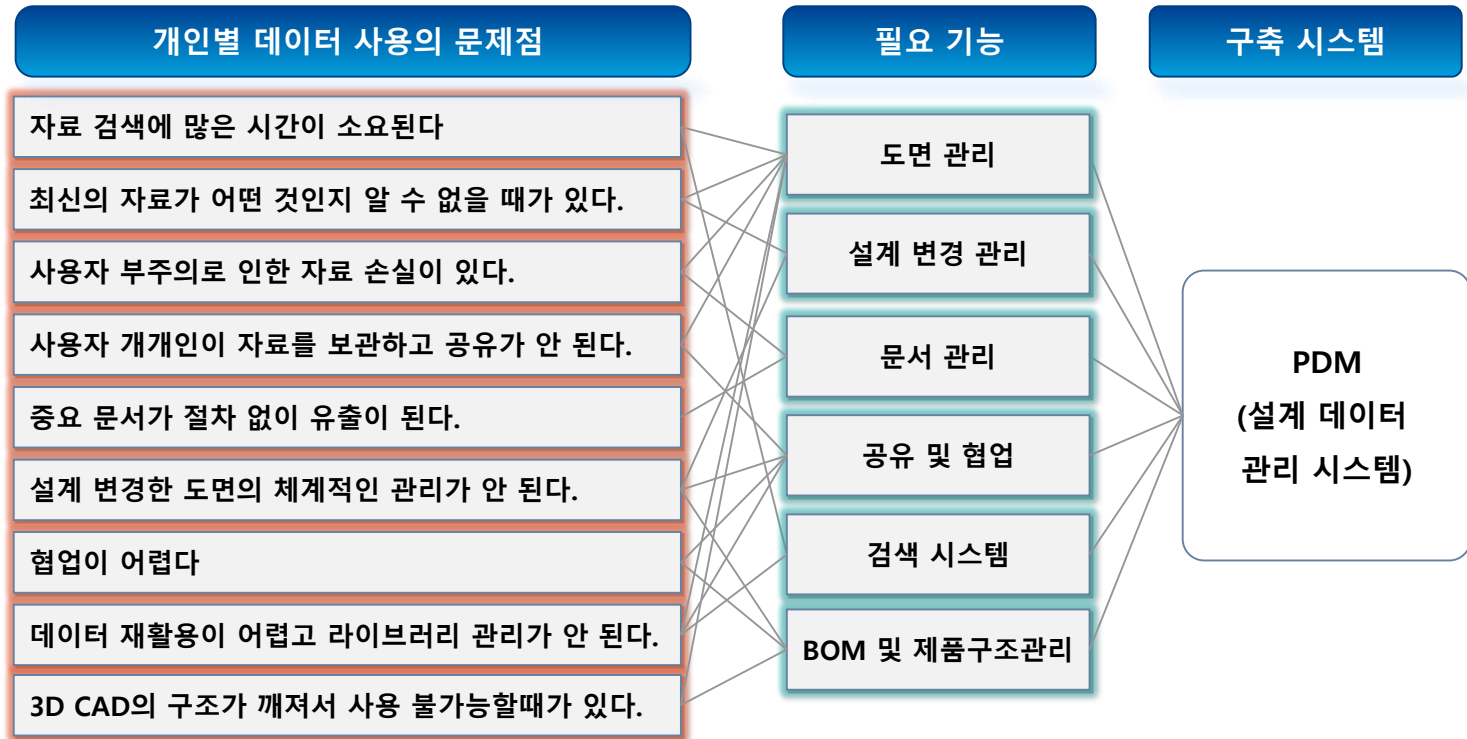 개인별 데이터 사용의 문제점
필요 기능
구축 시스템
자료 검색에 많은 시간이 소요된다
최신의 자료가 어떤 것인지 알 수 없을 때가 있다.
사용자 부주의로 인한 자료 손실이 있다.
사용자 개개인이 자료를 보관하고 공유가 안 된다.
중요 문서가 절차 없이 유출이 된다.
설계 변경한 도면의 체계적인 관리가 안 된다.
협업이 어렵다
데이터 재활용이 어렵고 라이브러리 관리가 안 된다.
3D CAD의 구조가 깨져서 사용 불가능할때가 있다.
도면 관리
설계 변경 관리
문서 관리
공유 및 협업
검색 시스템
BOM 및 제품구조관리
PDM
(설계 데이터
관리 시스템)